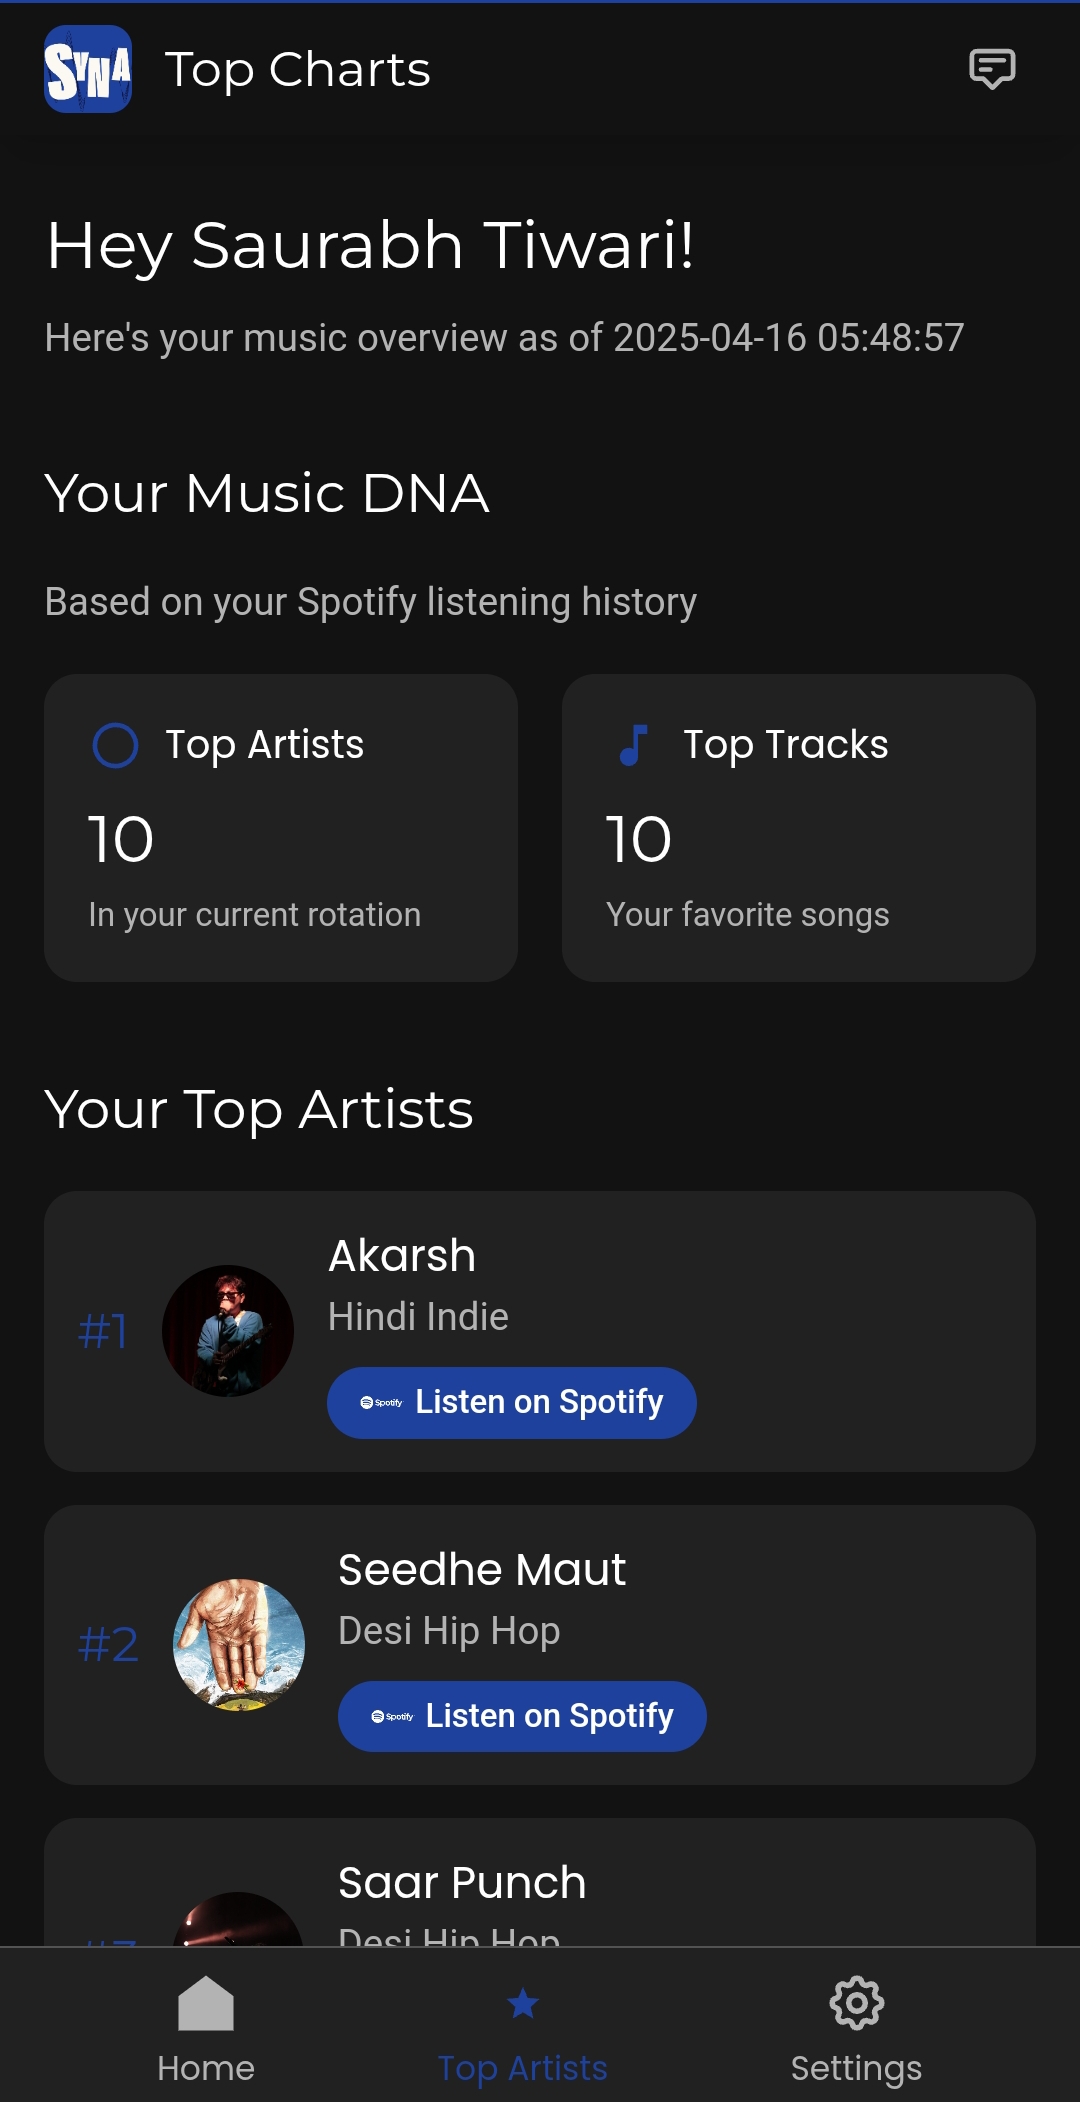 SYNA
Top Charts
Hey Saurabh Tiwari!
Here's your music overview as of 2025-04-16 05:48:57
Your Music DNA
Based on your Spotify listening history
Top Artists
10
In your current rotation
Top Tracks
10
Your favorite songs
Your Top Artists
#1
Akarsh
Hindi Indie
Spotify Listen on Spotify
#2
Seedhe Maut
Desi Hip Hop
Spotify Listen on Spotify
Saar Punch
Desi Hip Hop
Home
Top Artists
Settings